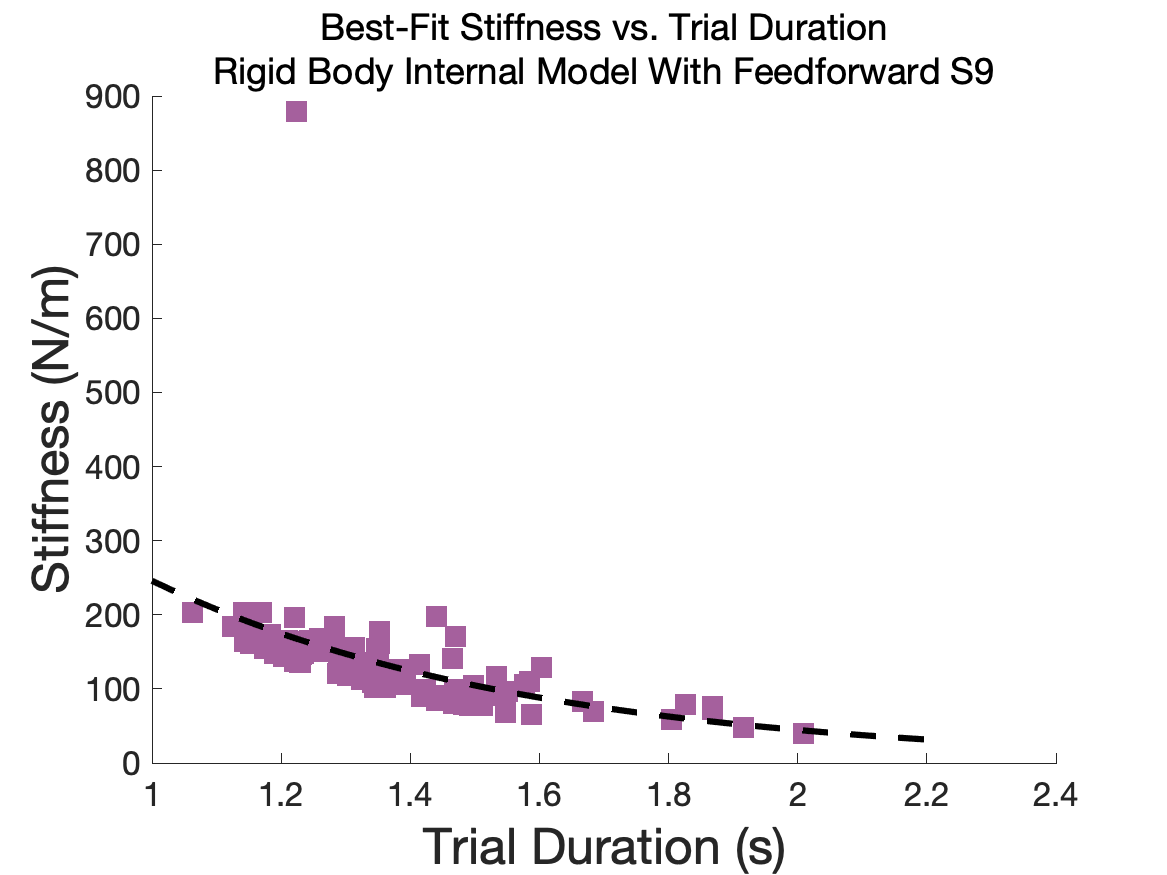 Best-Fit Stiffness vs. Trial Duration
Rigid Body Internal Model With Feedforward S9
900
800
700
600
500
400
300
200
100
0
Stiffness (N/m)
1 1.2 1.4 1.6 1.8 2 2.2 2.4
Trial Duration (s)